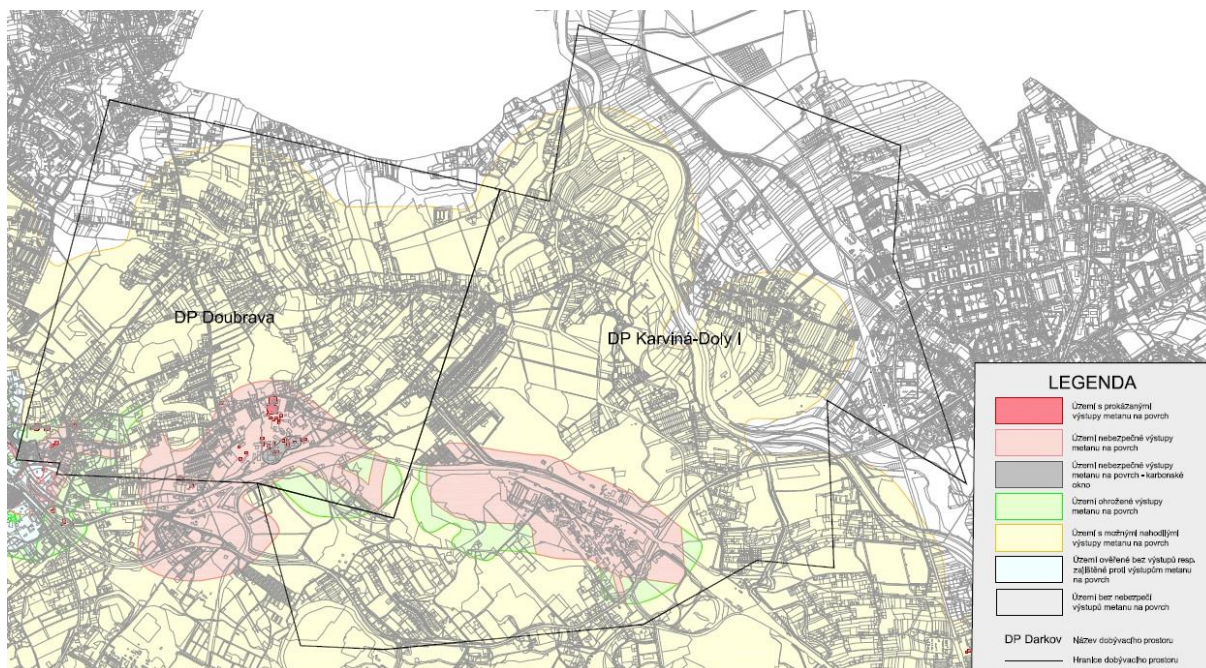 DP Doubrava
DP Karviná-Doly I
LEGENDA
Území s prokázanými
výstupy metanu na povrch
Území nebezpečné výstupy
metanu na povrch
Území nebezpečné výstupy
metanu na povrch - karbonské
okno
Území ohrožené výstupy
metanu na povrch
Území s možnými nahodilými
výstupy metanu na povrch
Území ověřené bez výstupů resp.
zajištěné proti výstupům metanu
na povrch
Území bez nebezpečí
výstupů metanu na povrch
DP Darkov Název dobývacího prostoru
Hranice dobývacího prostoru